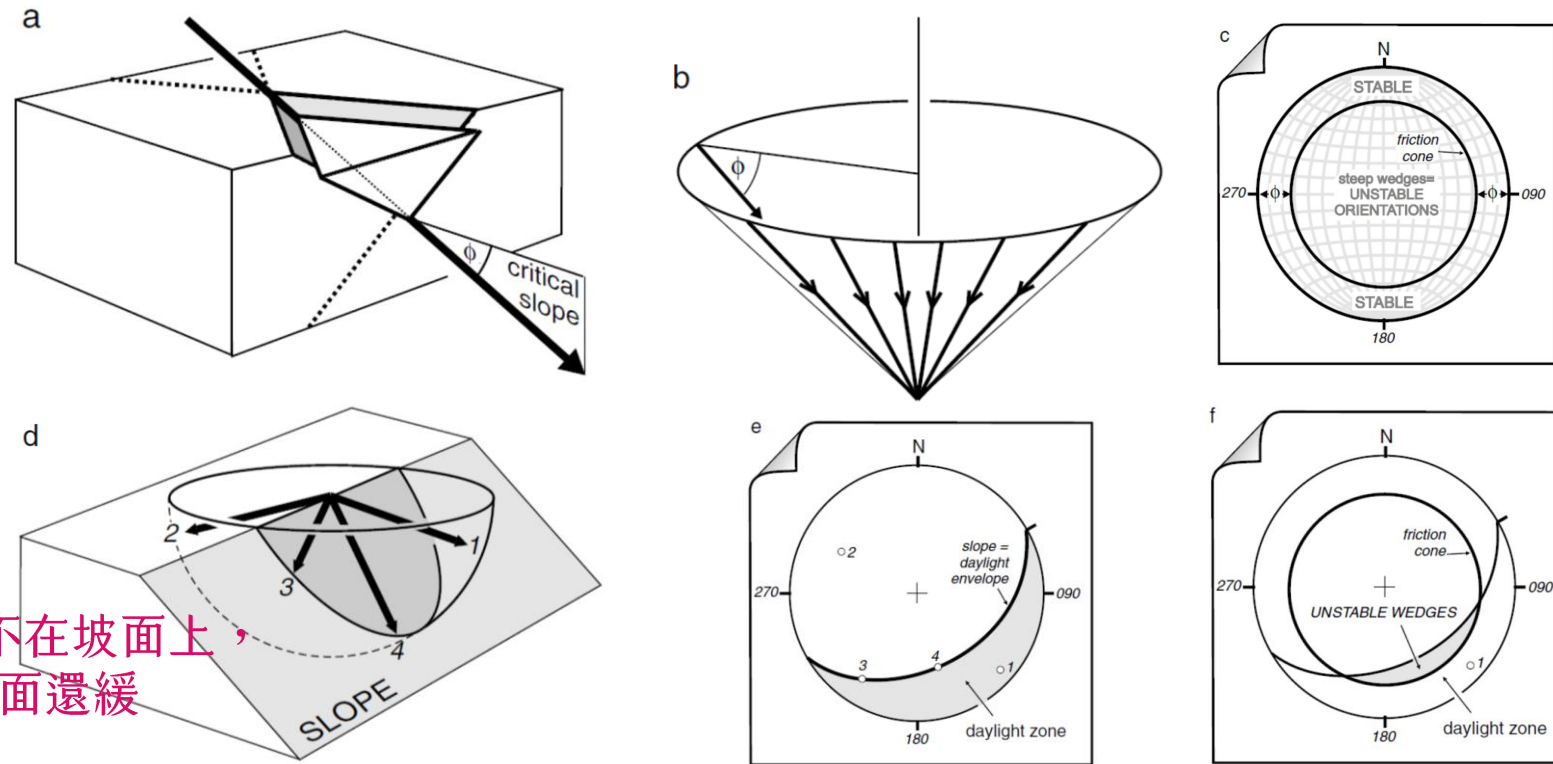 a
ϕ
critical
slope
b
ϕ
c
N
STABLE
friction
cone
steep wedges=
UNSTABLE
ORIENTATIONS
270
ϕ
ϕ
090
STABLE
180
d
2
1
3
4
SLOPE
不在坡面上，
面還緩
e
N
2
slope =
daylight
envelope
270
090
3
4
1
daylight zone
180
f
N
friction
cone
270
090
UNSTABLE WEDGES
1
daylight zone
180